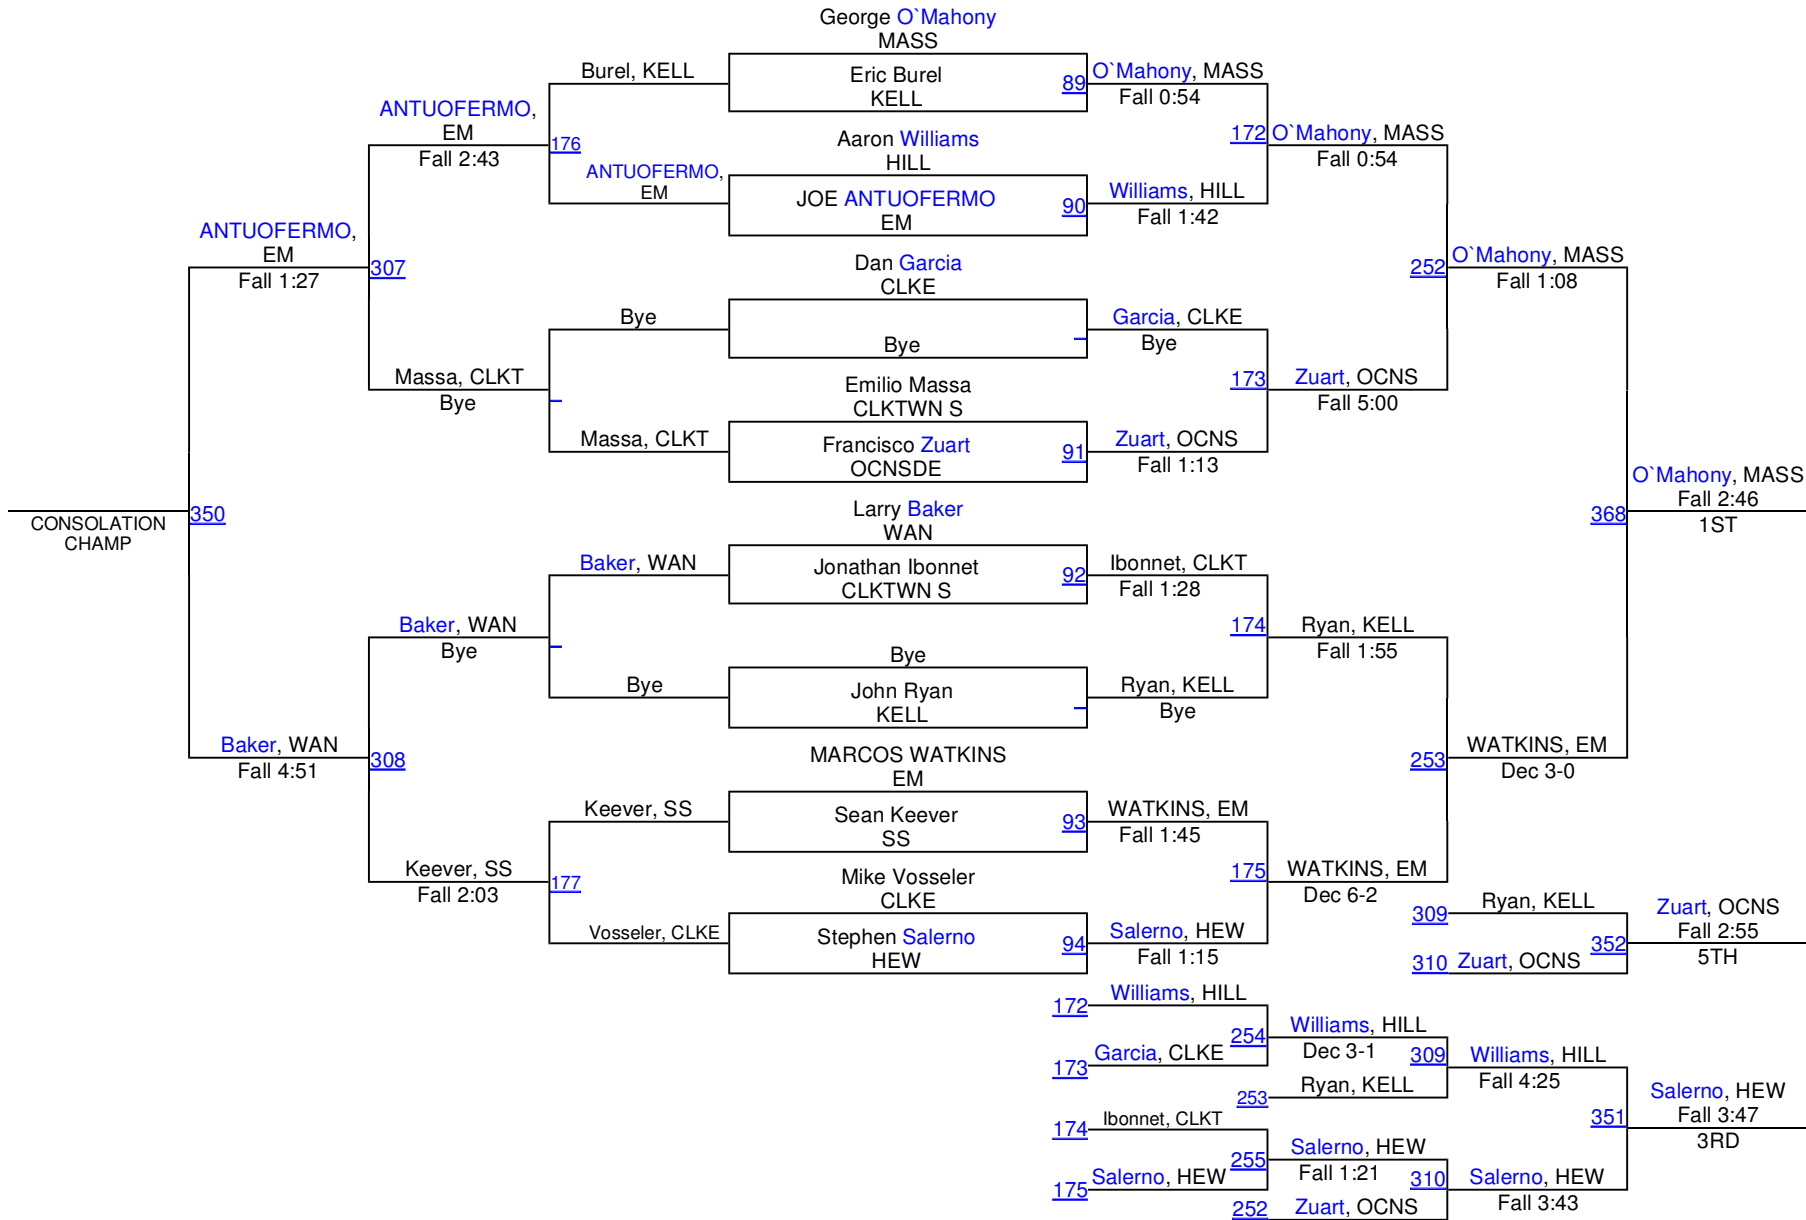 George O`Mahony
MASS
Burel, KELL
Eric Burel
KELL
89
O`Mahony, MASS
Fall 0:54
ANTUOFERMO,
EM
Fall 2:43
176
Aaron Williams
HILL
172
O`Mahony, MASS
Fall 0:54
ANTUOFERMO,
EM
JOE ANTUOFERMO
EM
90
Williams, HILL
Fall 1:42
ANTUOFERMO,
EM
Fall 1:27
307
Dan Garcia
CLKE
252
O`Mahony, MASS
Fall 1:08
Bye
Bye
Garcia, CLKE
Bye
Massa, CLKT
Bye
Emilio Massa
CLKTWN S
173
Zuart, OCNS
Fall 5:00
Massa, CLKT
Francisco Zuart
OCNSDE
91
Zuart, OCNS
Fall 1:13
CONSOLATION
CHAMP
350
Larry Baker
WAN
368
O`Mahony, MASS
Fall 2:46
1ST
Baker, WAN
Jonathan Ibonnet
CLKTWN S
92
Ibonnet, CLKT
Fall 1:28
Baker, WAN
Bye
Bye
174
Ryan, KELL
Fall 1:55
Bye
John Ryan
KELL
Ryan, KELL
Bye
Baker, WAN
Fall 4:51
308
MARCOS WATKINS
EM
253
WATKINS, EM
Dec 3-0
Keever, SS
Sean Keever
SS
93
WATKINS, EM
Fall 1:45
Keever, SS
Fall 2:03
177
Mike Vosseler
CLKE
175
WATKINS, EM
Dec 6-2
Vosseler, CLKE
Stephen Salerno
HEW
94
Salerno, HEW
Fall 1:15
309
Ryan, KELL
310
Zuart, OCNS
352
Zuart, OCNS
Fall 2:55
5TH
172
Williams, HILL
173
Garcia, CLKE
254
Williams, HILL
Dec 3-1
253
Ryan, KELL
309
Williams, HILL
Fall 4:25
174
Ibonnet, CLKT
175
Salerno, HEW
255
Salerno, HEW
Fall 1:21
252
Zuart, OCNS
310
Salerno, HEW
Fall 3:43
351
Salerno, HEW
Fall 3:47
3RD